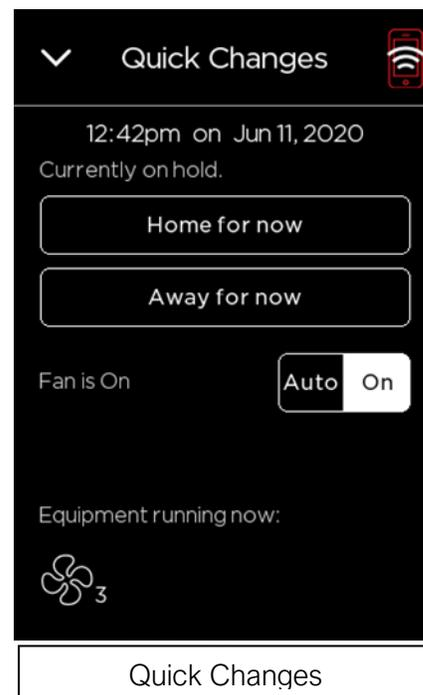 Quick Changes
12:42pm on Jun 11, 2020
Currently on hold.
Home for now
Away for now
Fan is On Auto On
Equipment running now:
3
Quick Changes